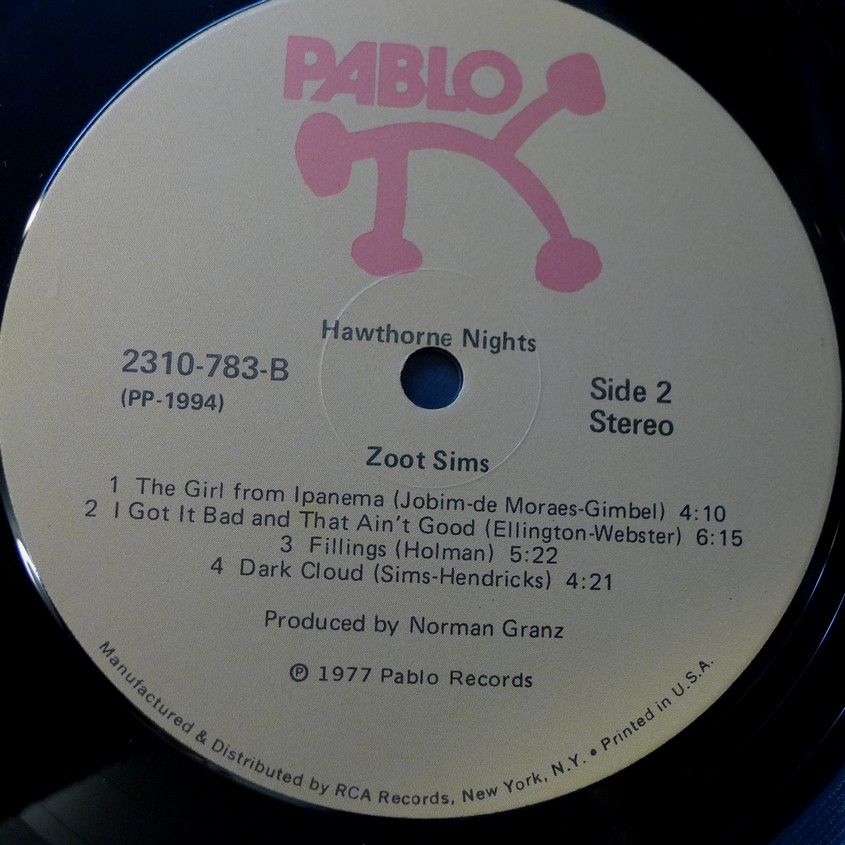 PABLO
Hawthorne Nights
2310-783-B
(PP-1994)
Side 2
Stereo
Zoot Sims
1 The Girl from Ipanema (Jobim-de Moraes-Gimbel) 4:10
2 I Got It Bad and That Ain't Good (Ellington-Webster) 6:15
3 Fillings (Holman) 5:22
4 Dark Cloud (Sims-Hendricks) 4:21
Produced by Norman Granz
℗ 1977 Pablo Records
Manufactured & Distributed by RCA Records, New York, N.Y. • Printed in U.S.A.